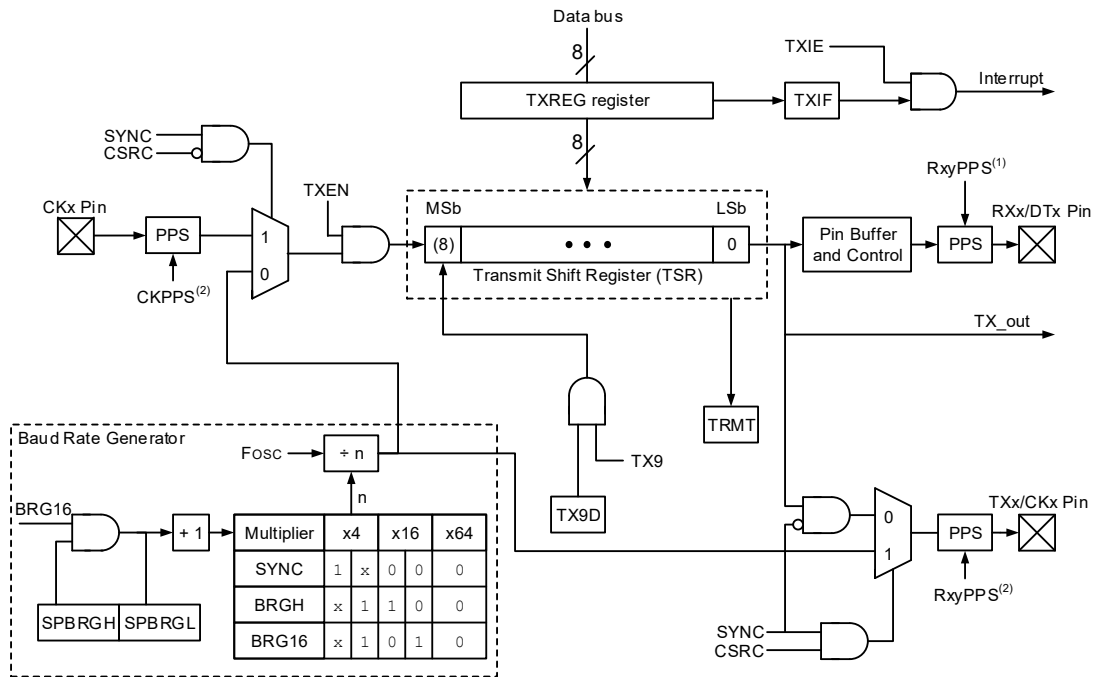 Data bus
8
TXIE
TXREG register
TXIF
Interrupt
SYNC
CSRC
8
RxyPPS(1)
TXEN
CKx Pin
MSb
LSb
RXx/DTx Pin
PPS
1
(8)
• • •
0
Pin Buffer
and Control
PPS
0
Transmit Shift Register (TSR)
CKPPS(2)
TX_out
TRMT
Baud Rate Generator
FOSC
÷ n
TX9
n
TX9D
TXx/CKx Pin
BRG16
+ 1
Multiplier x4 x16 x64
0
PPS
SYNC 1 x 0 0 0
1
BRGH x 1 1 0 0
RxyPPS(2)
SPBRGH SPBRGL
BRG16 x 1 0 1 0
SYNC
CSRC